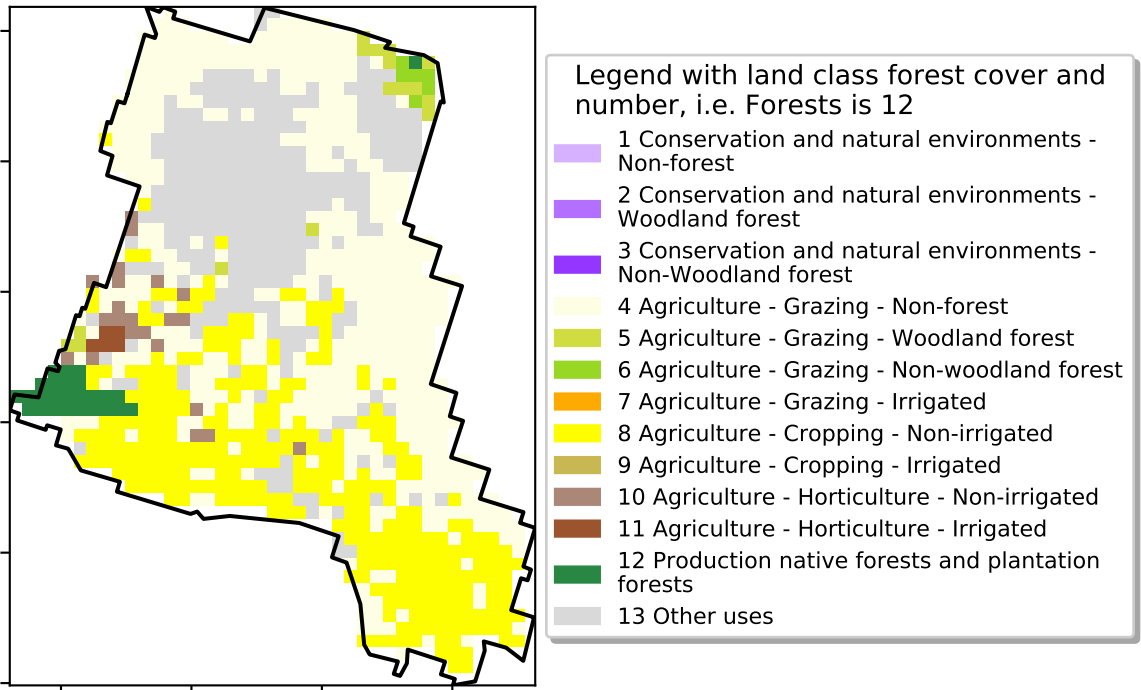 Legend with land class forest cover and
number, i.e. Forests is 12
1 Conservation and natural environments -
Non-forest
2 Conservation and natural environments -
Woodland forest
3 Conservation and natural environments -
Non-Woodland forest
4 Agriculture - Grazing - Non-forest
5 Agriculture - Grazing - Woodland forest
6 Agriculture - Grazing - Non-woodland forest
7 Agriculture - Grazing - Irrigated
8 Agriculture - Cropping - Non-irrigated
9 Agriculture - Cropping - Irrigated
10 Agriculture - Horticulture - Non-irrigated
11 Agriculture - Horticulture - Irrigated
12 Production native forests and plantation
forests
13 Other uses